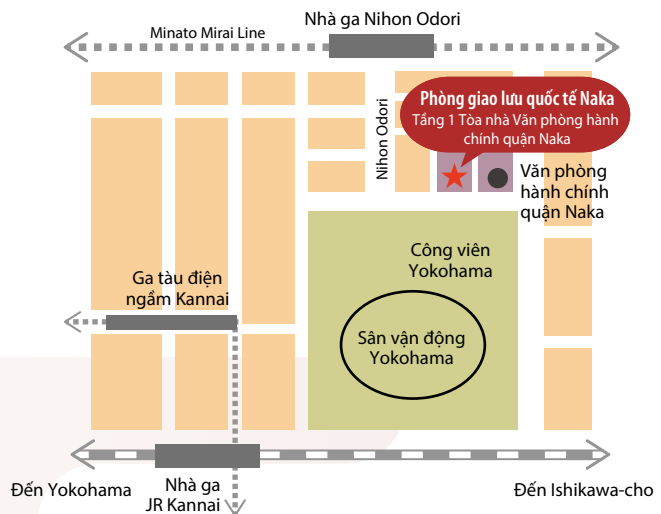 Nhà ga Nihon Odori
Minato Mirai Line
Phòng giao lưu quốc tế Naka
Tầng 1 Tòa nhà Văn phòng hành
chính quận Naka
Nihon Odori
Văn phòng
hành chính
quận Naka
Công viên
Yokohama
Ga tàu điện
ngầm Kannai
Sân vận động
Yokohama
Đến Yokohama
Nhà ga
JR Kannai
Đến Ishikawa-cho